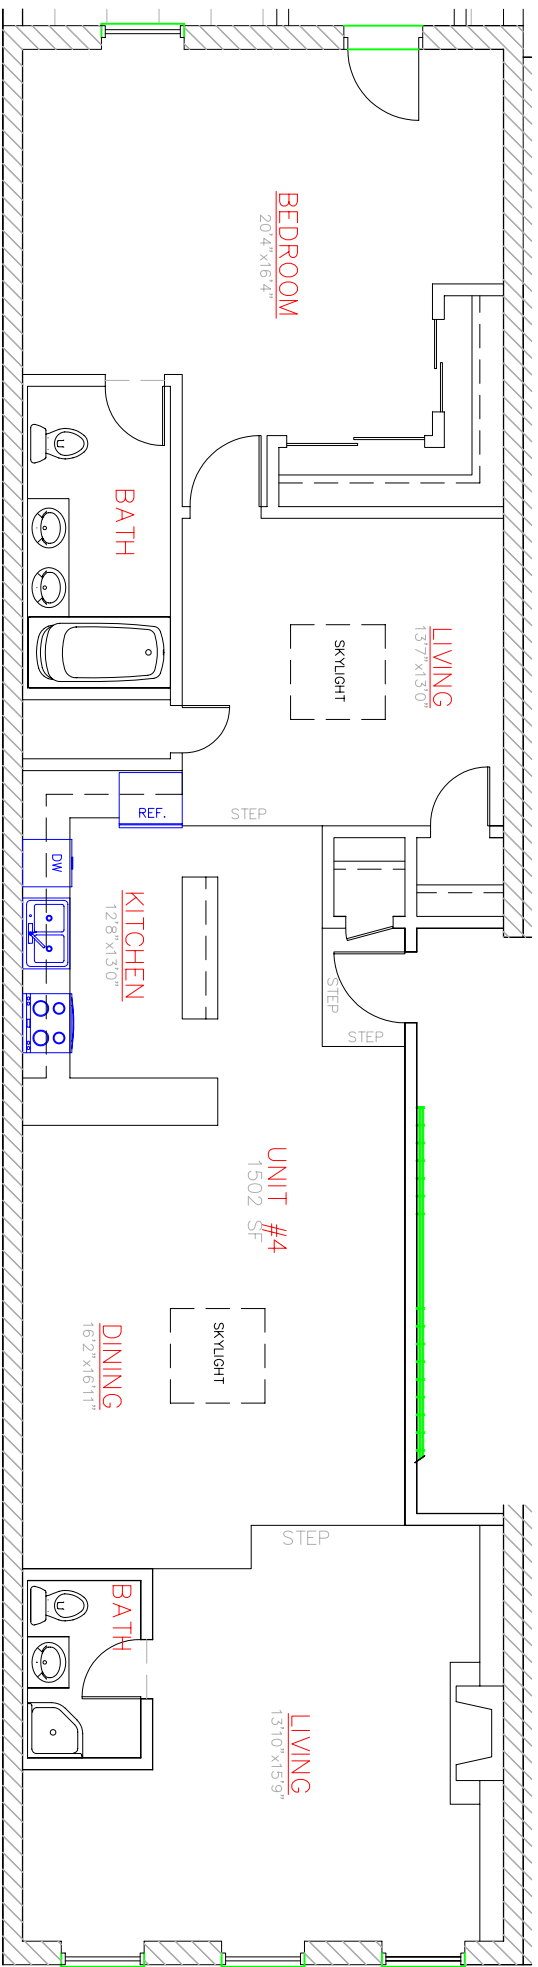 BEDROOM
20'4"x16'4"
BATH
LIVING
13'7"x13'0"
SKYLIGHT
REF.
STEP
DW
KITCHEN
12'8"x13'0"
STEP
STEP
UNIT #4
1502 SF
DINING
16'2"x16'11"
SKYLIGHT
STEP
BATH
LIVING
13'10"x15'9"